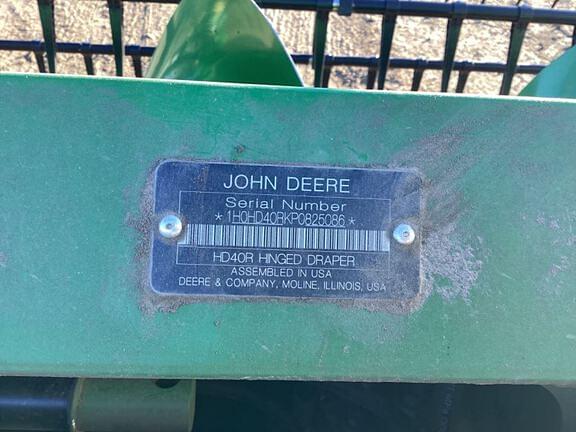 JOHN DEERE
Serial Number
*1H0HD40RKP0825086*
HD40R HINGED DRAPER
ASSEMBLED IN USA
DEERE & COMPANY, MOLINE, ILLINOIS, USA